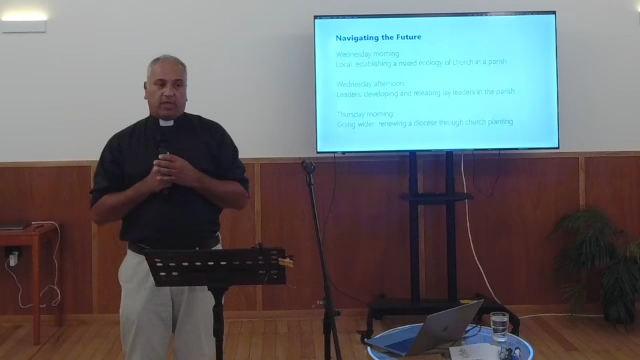 Navigating the Future
Wednesday morning
Local: establishing a mixed ecology of church in a parish
Wednesday afternoon
Leaders: developing and releasing lay leaders in the parish
Thursday morning
Going wider: renewing a diocese through church planting